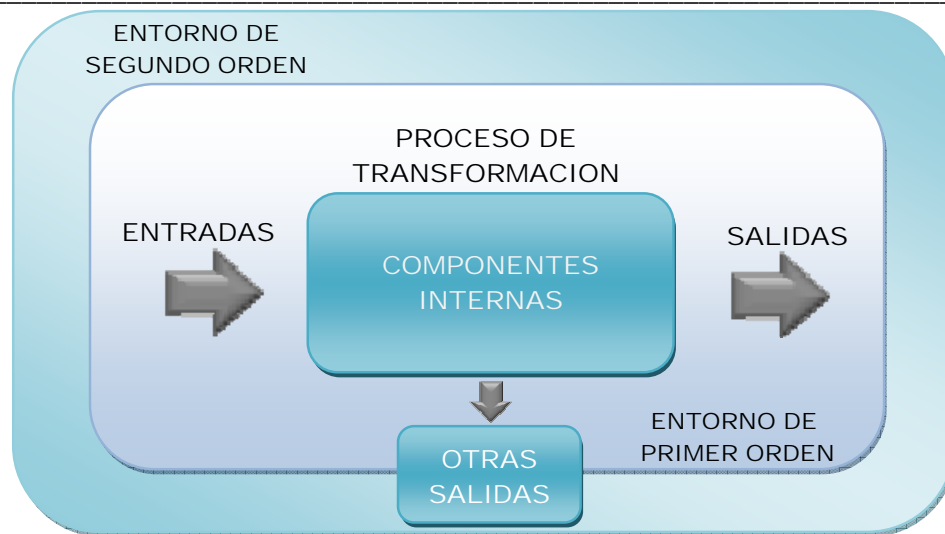 ENTORNO DE
SEGUNDO ORDEN
PROCESO DE
TRANSFORMACION
ENTRADAS
COMPONENTES
INTERNAS
SALIDAS
ENTORNO DE
PRIMER ORDEN
OTRAS
SALIDAS